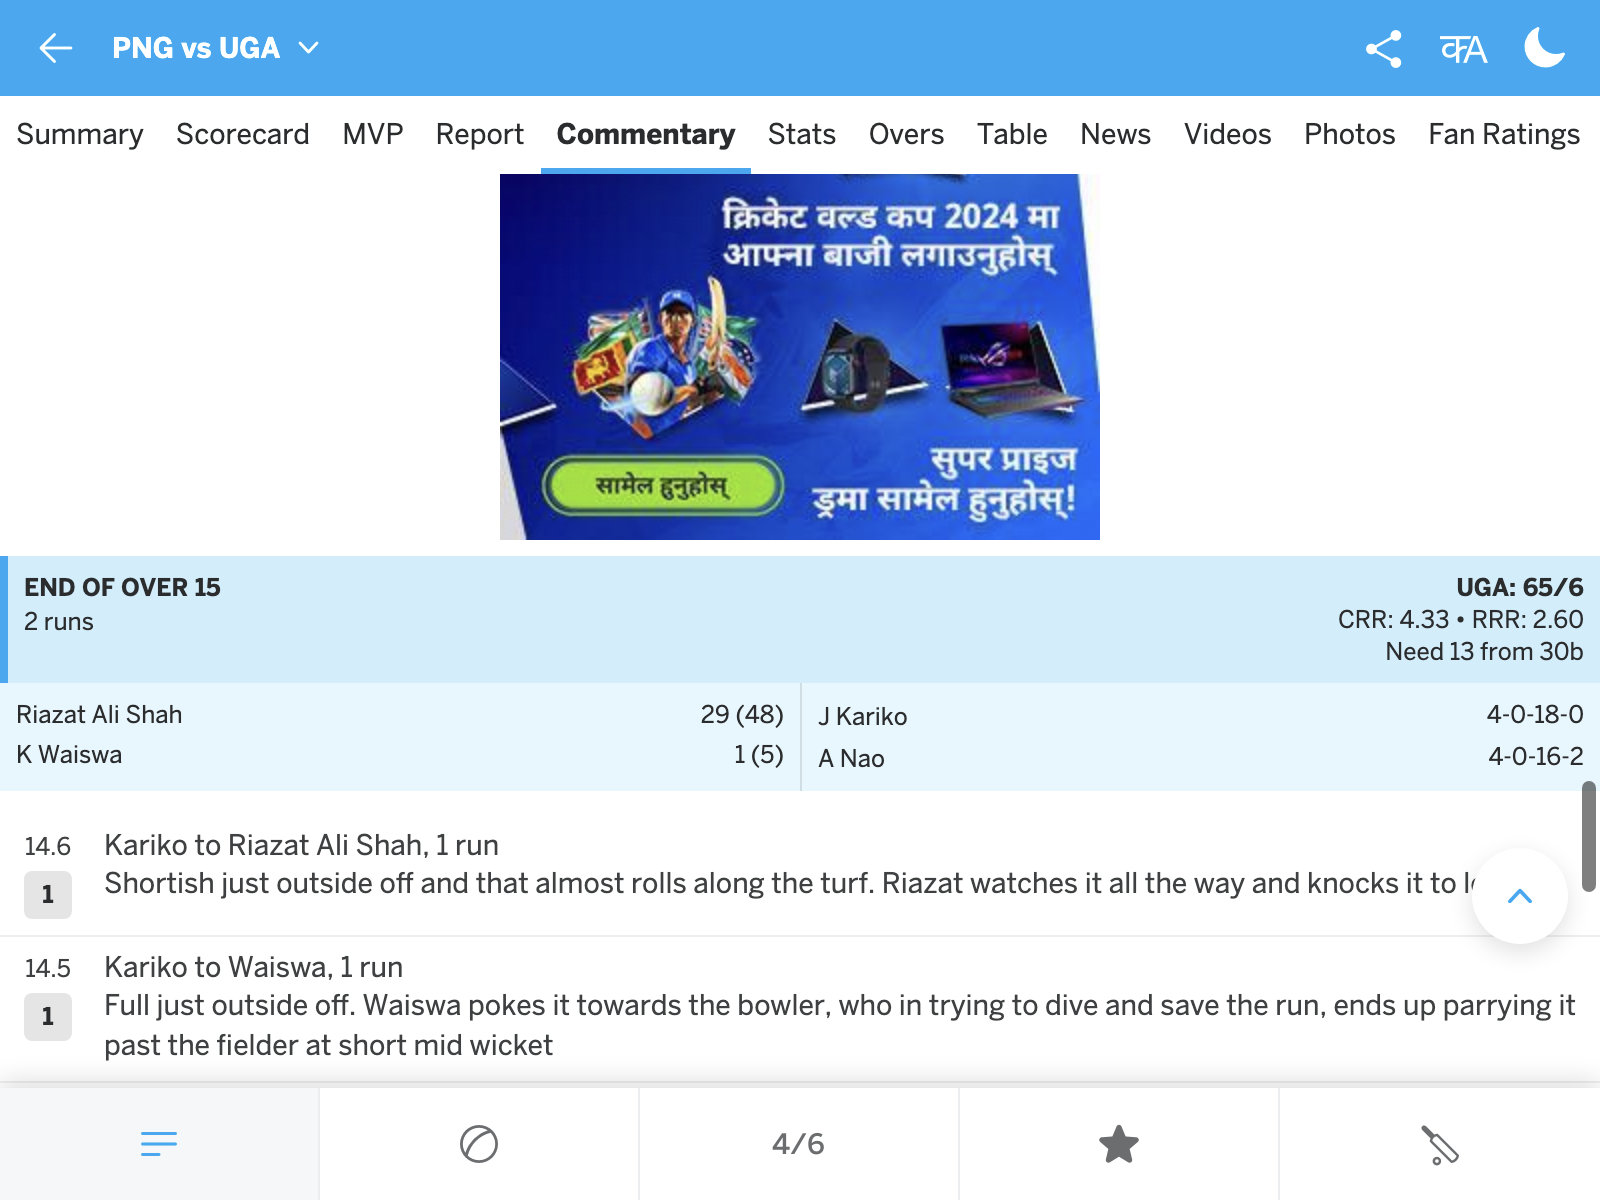 PNG vs UGA
क A
Summary Scorecard MVP Report Commentary Stats Overs Table News Videos Photos Fan Ratings
क्रिकेट वर्ल्ड कप 2024 मा
आफ्ना बाजी लगाउनुहोस्
सुपर प्राइज
ड्रमा सामेल हुनुहोस्!
सामेल हुनुहोस्
END OF OVER 15
2 runs
UGA: 65/6
CRR: 4.33 • RRR: 2.60
Need 13 from 30b
Riazat Ali Shah 29 (48)
K Waiswa 1 (5)
J Kariko 4-0-18-0
A Nao 4-0-16-2
14.6 Kariko to Riazat Ali Shah, 1 run
1 Shortish just outside off and that almost rolls along the turf. Riazat watches it all the way and knocks it to
14.5 Kariko to Waiswa, 1 run
1 Full just outside off. Waiswa pokes it towards the bowler, who in trying to dive and save the run, ends up parrying it
past the fielder at short mid wicket
4/6